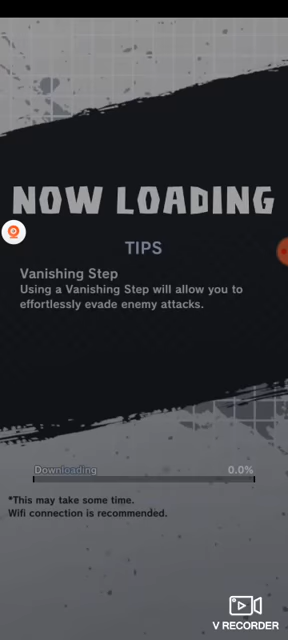 NOW LOADING
TIPS
Vanishing Step
Using a Vanishing Step will allow you to
effortlessly evade enemy attacks.
Downloading 0.0%
*This may take some time.
Wifi connection is recommended.
V RECORDER